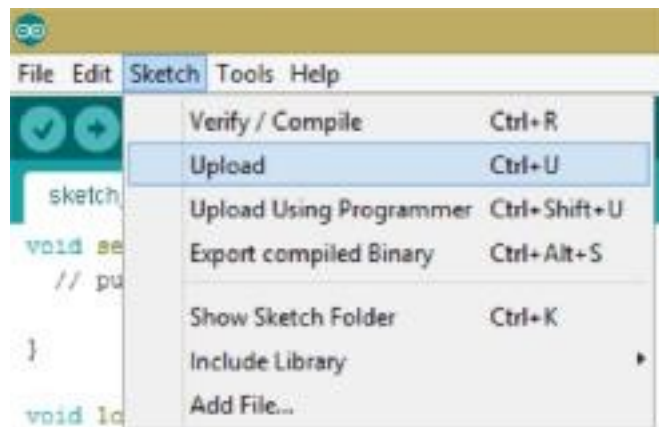 File Edit Sketch Tools Help
Verify / Compile Ctrl+R
Upload Ctrl+U
sketch_
Upload Using Programmer Ctrl+Shift+U
void se
Export compiled Binary Ctrl+Alt+S
// pu
Show Sketch Folder Ctrl+K
}
Include Library
Add File...
void lo